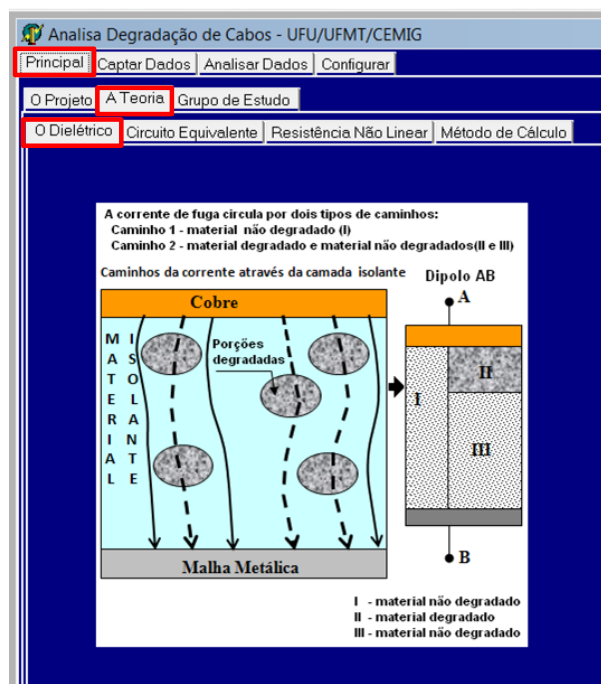 Analisa Degradação de Cabos - UFU/UFMT/CEMIG
Principal Captar Dados Analisar Dados Configurar
O Projeto A Teoria Grupo de Estudo
O Dielétrico Circuito Equivalente Resistência Não Linear Método de Cálculo
A corrente de fuga circula por dois tipos de caminhos:
Caminho 1 - material não degradado (I)
Caminho 2 - material degradado e material não degradados(II e III)
Caminhos da corrente através da camada isolante
Dipolo AB
A
Cobre
MATERIAL
ISOLANTE
Porções
degradadas
I
II
III
Malha Metálica
B
I - material não degradado
II - material degradado
III - material não degradado